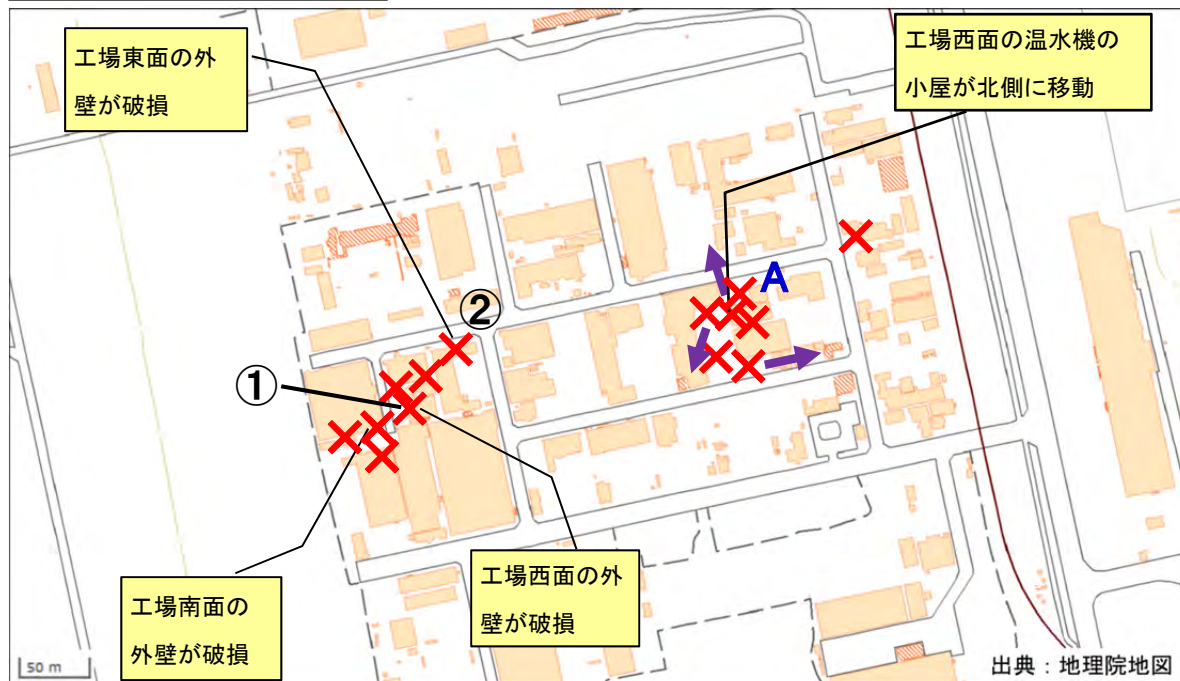 工場東面の外
壁が破損
工場西面の温水機の
小屋が北側に移動
A
②
①
工場南面の
外壁が破損
工場西面の外
壁が破損
50 m
出典：地理院地図